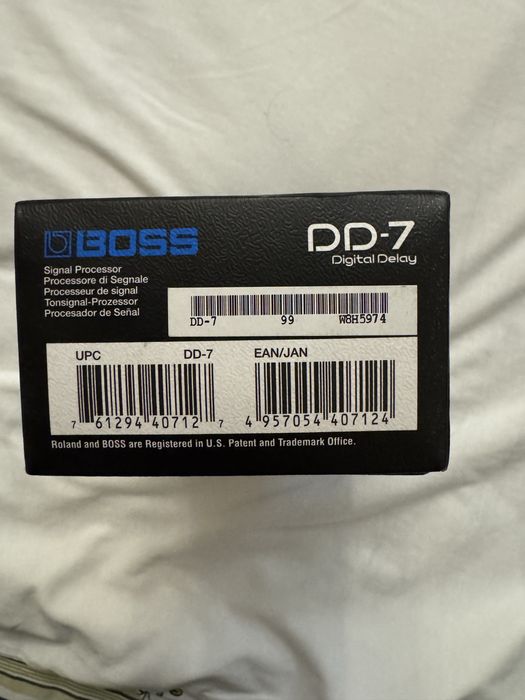 BOSS
DD-7
Digital Delay
Signal Processor
Processore di Segnale
Processeur de signal
Tonsignal-Prozessor
Procesador de Señal
DD-7 99 W8H5974
UPC DD-7 EAN/JAN
7 61294 40712 7 4 957054 407124
Roland and BOSS are Registered in U.S. Patent and Trademark Office.